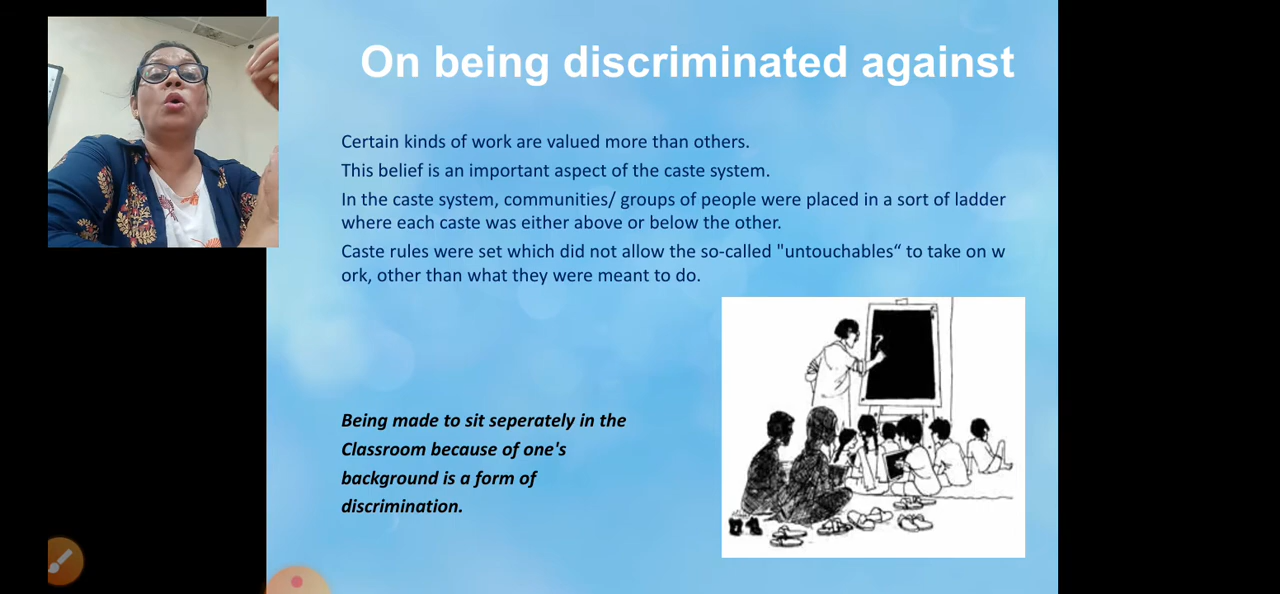 On being discriminated against
Certain kinds of work are valued more than others.
This belief is an important aspect of the caste system.
In the caste system, communities/ groups of people were placed in a sort of ladder
where each caste was either above or below the other.
Caste rules were set which did not allow the so-called "untouchables“ to take on w
ork, other than what they were meant to do.
Being made to sit seperately in the
Classroom because of one's
background is a form of
discrimination.